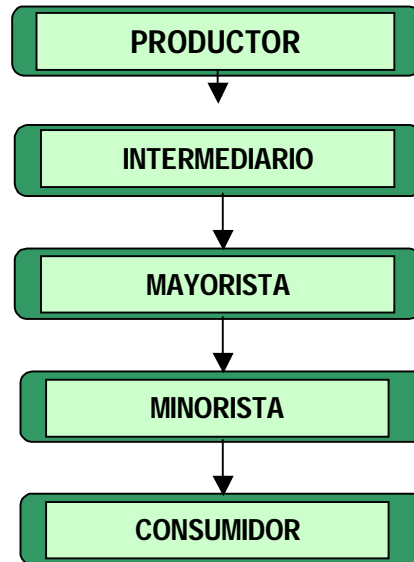 PRODUCTOR
INTERMEDIARIO
MAYORISTA
MINORISTA
CONSUMIDOR